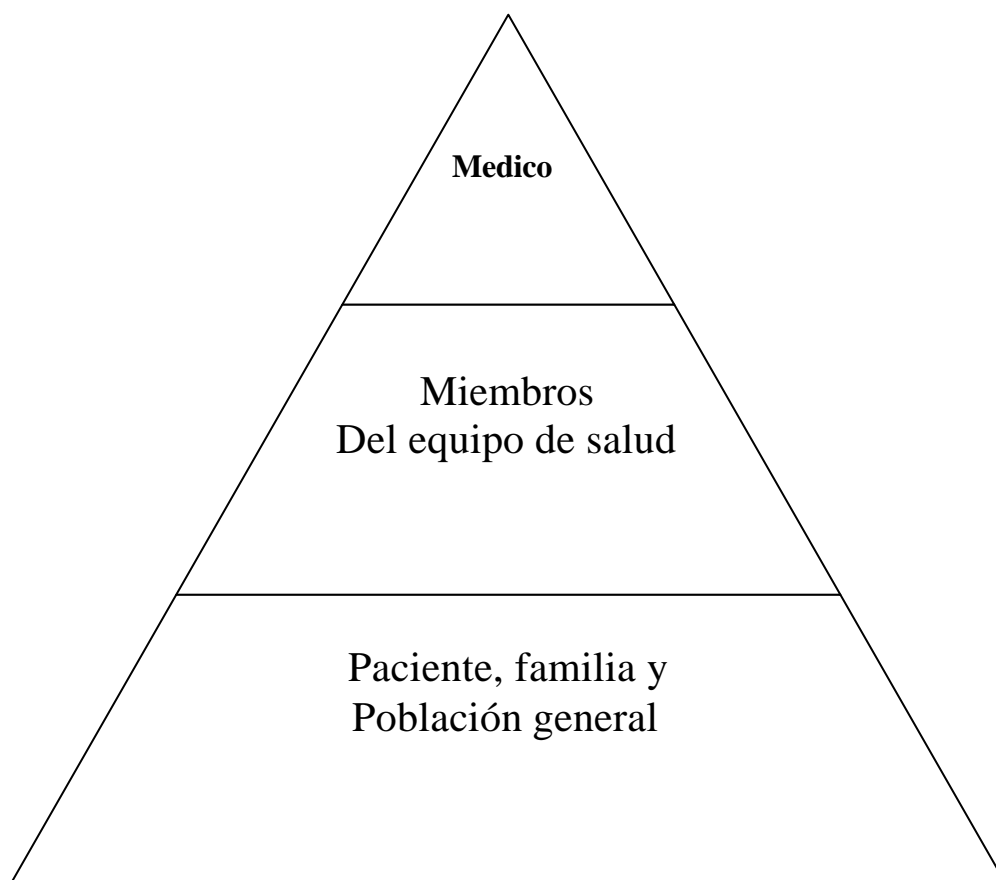 Medico
Miembros
Del equipo de salud
Paciente, familia y
Población general